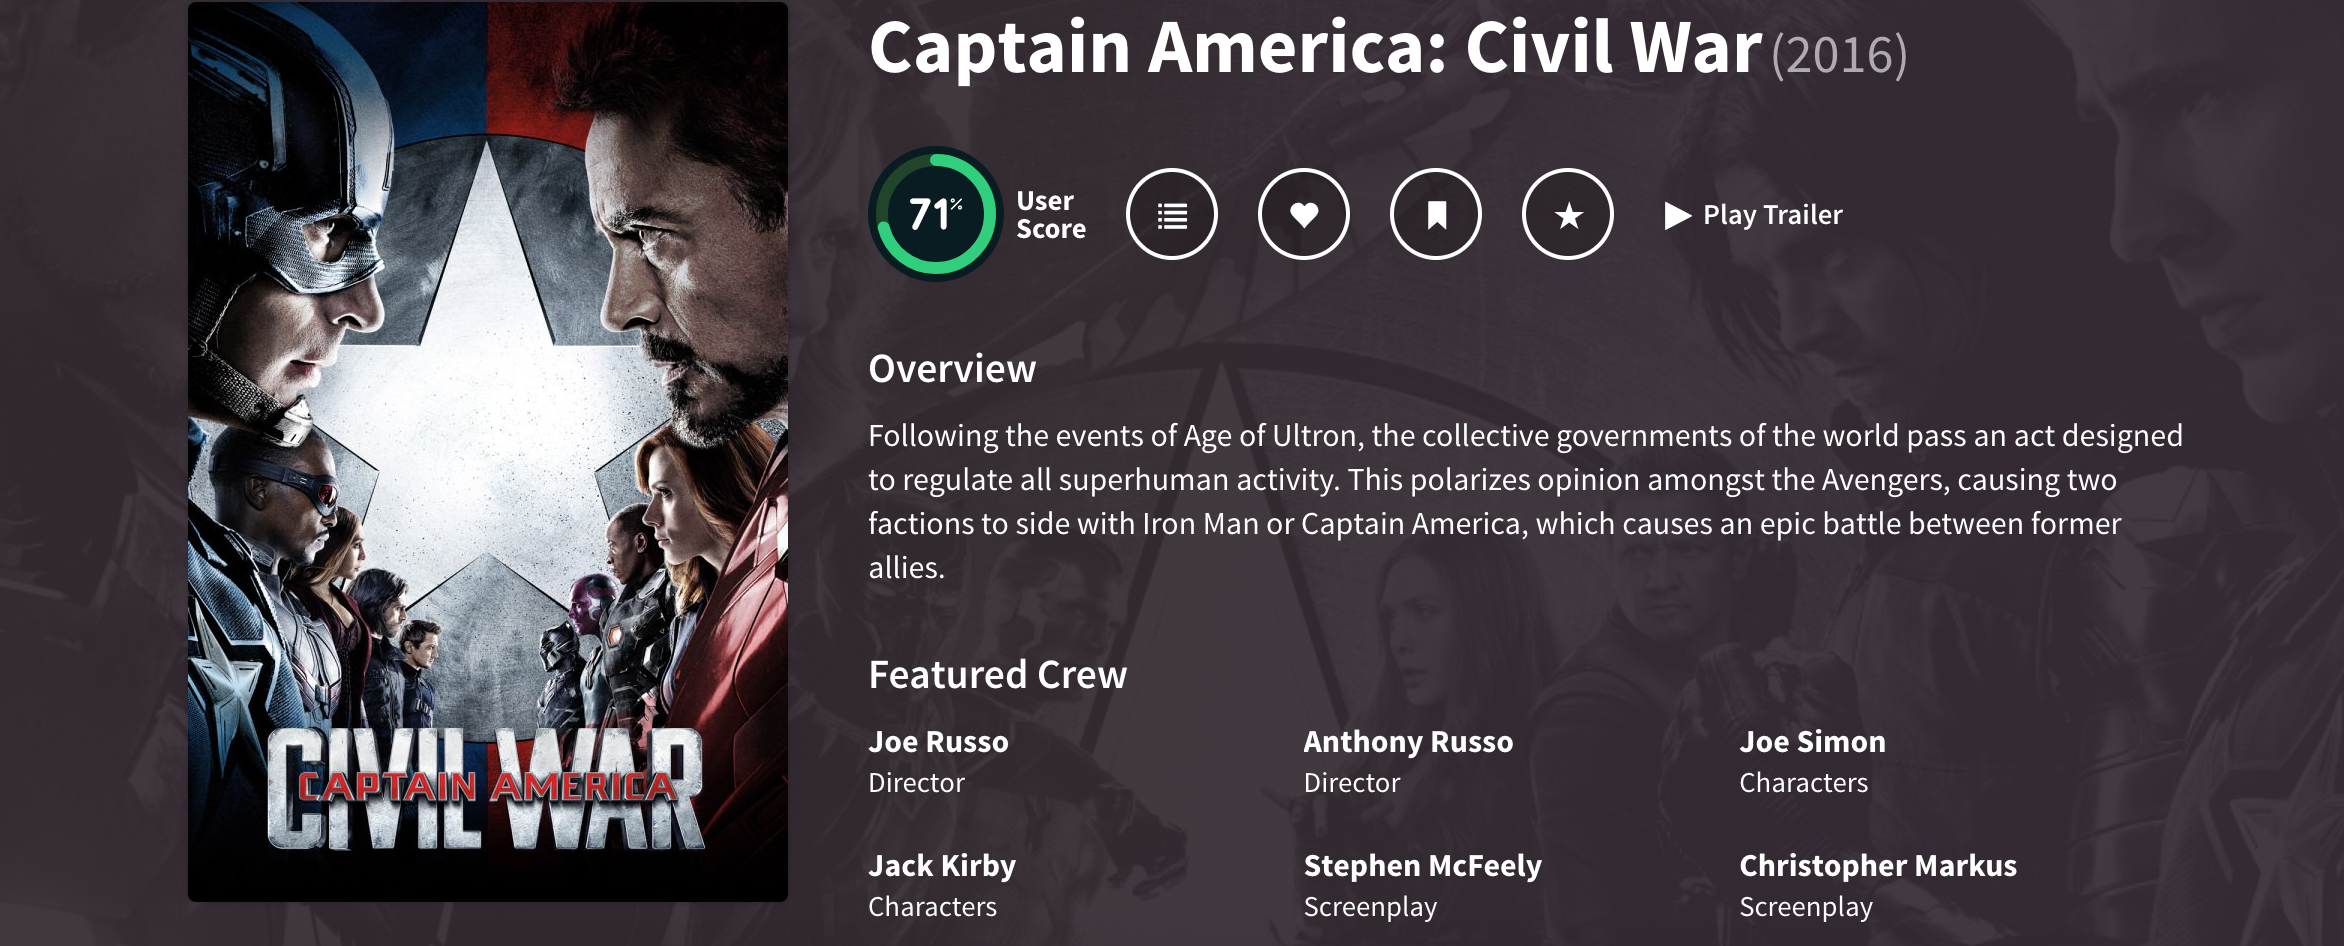 Captain America: Civil War (2016)
71%
User
Score
Play Trailer
Overview
Following the events of Age of Ultron, the collective governments of the world pass an act designed
to regulate all superhuman activity. This polarizes opinion amongst the Avengers, causing two
factions to side with Iron Man or Captain America, which causes an epic battle between former
allies.
Featured Crew
Joe Russo
Director
Anthony Russo
Director
Joe Simon
Characters
Jack Kirby
Characters
Stephen McFeely
Screenplay
Christopher Markus
Screenplay
CIVIL WAR
CAPTAIN AMERICA